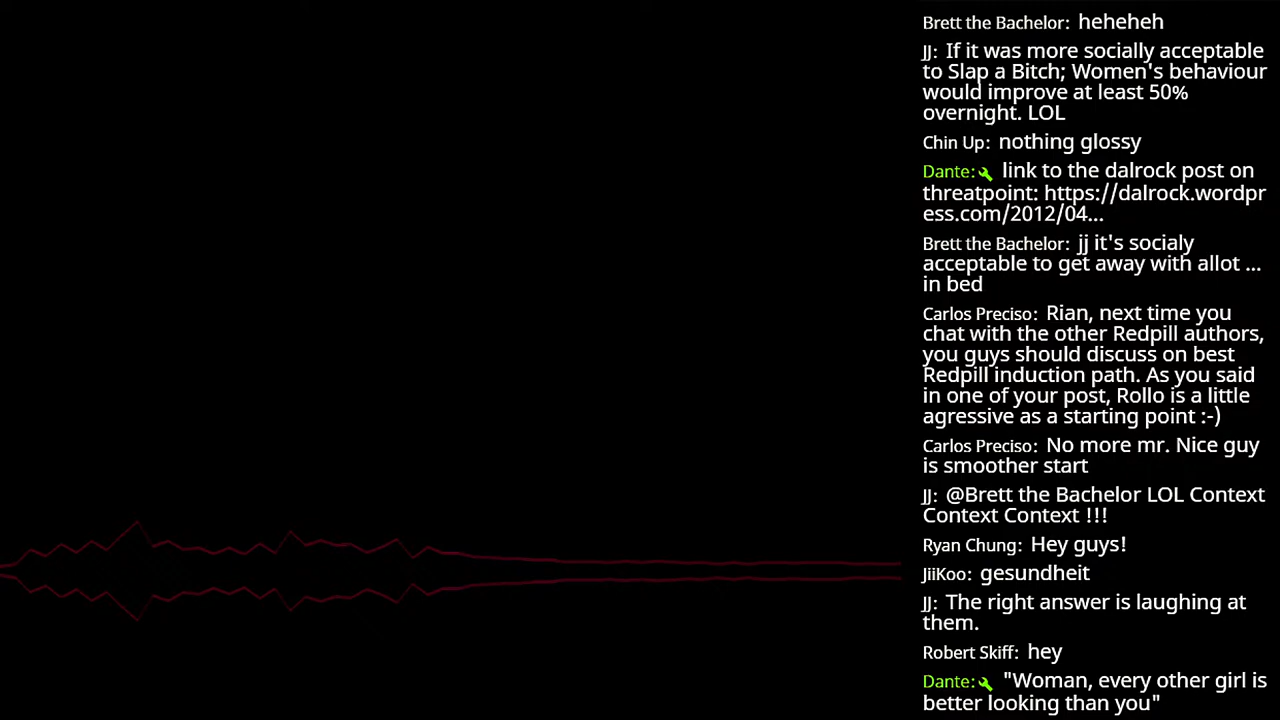 Brett the Bachelor: heheheh
JJ: If it was more socially acceptable
to Slap a Bitch; Women's behaviour
would improve at least 50%
overnight. LOL
Chin Up: nothing glossy
Dante: link to the dalrock post on
threatpoint: https://dalrock.wordpr
ess.com/2012/04...
Brett the Bachelor: jj it's socialy
acceptable to get away with allot ...
in bed
Carlos Preciso: Rian, next time you
chat with the other Redpill authors,
you guys should discuss on best
Redpill induction path. As you said
in one of your post, Rollo is a little
agressive as a starting point :-)
Carlos Preciso: No more mr. Nice guy
is smoother start
JJ: @Brett the Bachelor LOL Context
Context Context !!!
Ryan Chung: Hey guys!
JiiKoo: gesundheit
JJ: The right answer is laughing at
them.
Robert Skiff: hey
Dante: "Woman, every other girl is
better looking than you"